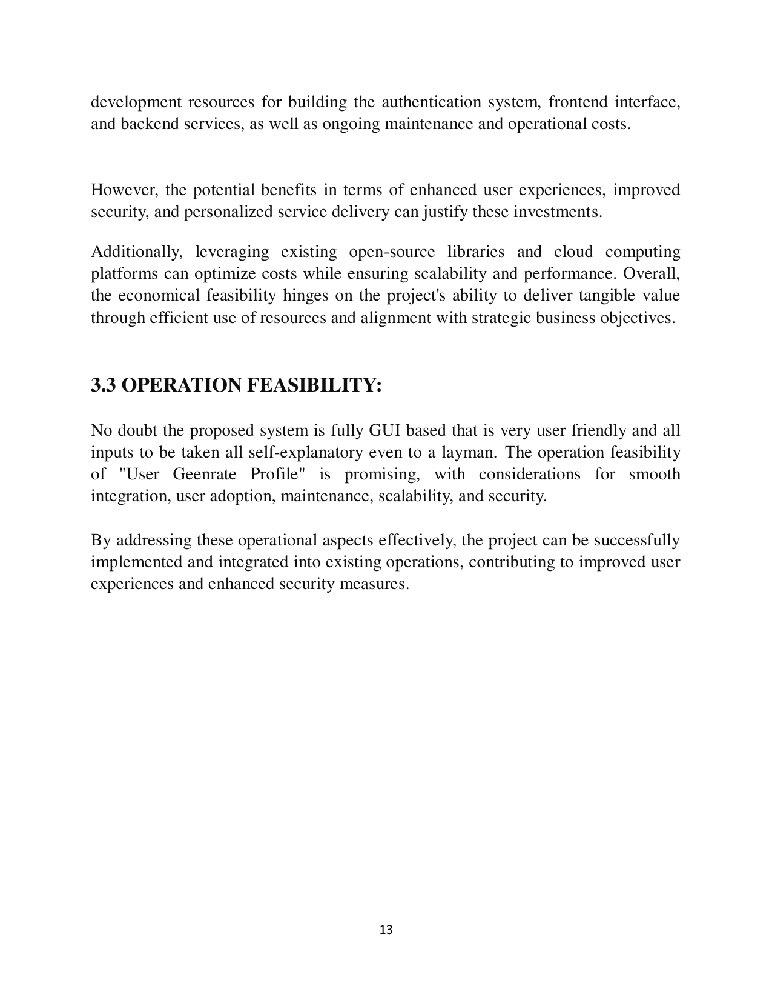 development resources for building the authentication system, frontend interface,
and backend services, as well as ongoing maintenance and operational costs.
However, the potential benefits in terms of enhanced user experiences, improved
security, and personalized service delivery can justify these investments.
Additionally, leveraging existing open-source libraries and cloud computing
platforms can optimize costs while ensuring scalability and performance. Overall,
the economical feasibility hinges on the project's ability to deliver tangible value
through efficient use of resources and alignment with strategic business objectives.
3.3 OPERATION FEASIBILITY:
No doubt the proposed system is fully GUI based that is very user friendly and all
inputs to be taken all self-explanatory even to a layman. The operation feasibility
of "User Geenrate Profile" is promising, with considerations for smooth
integration, user adoption, maintenance, scalability, and security.
By addressing these operational aspects effectively, the project can be successfully
implemented and integrated into existing operations, contributing to improved user
experiences and enhanced security measures.
13